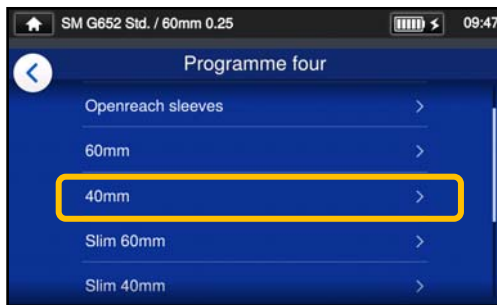 SM G652 Std. / 60mm 0.25 09:47
Programme four
Openreach sleeves
60mm
40mm
Slim 60mm
Slim 40mm